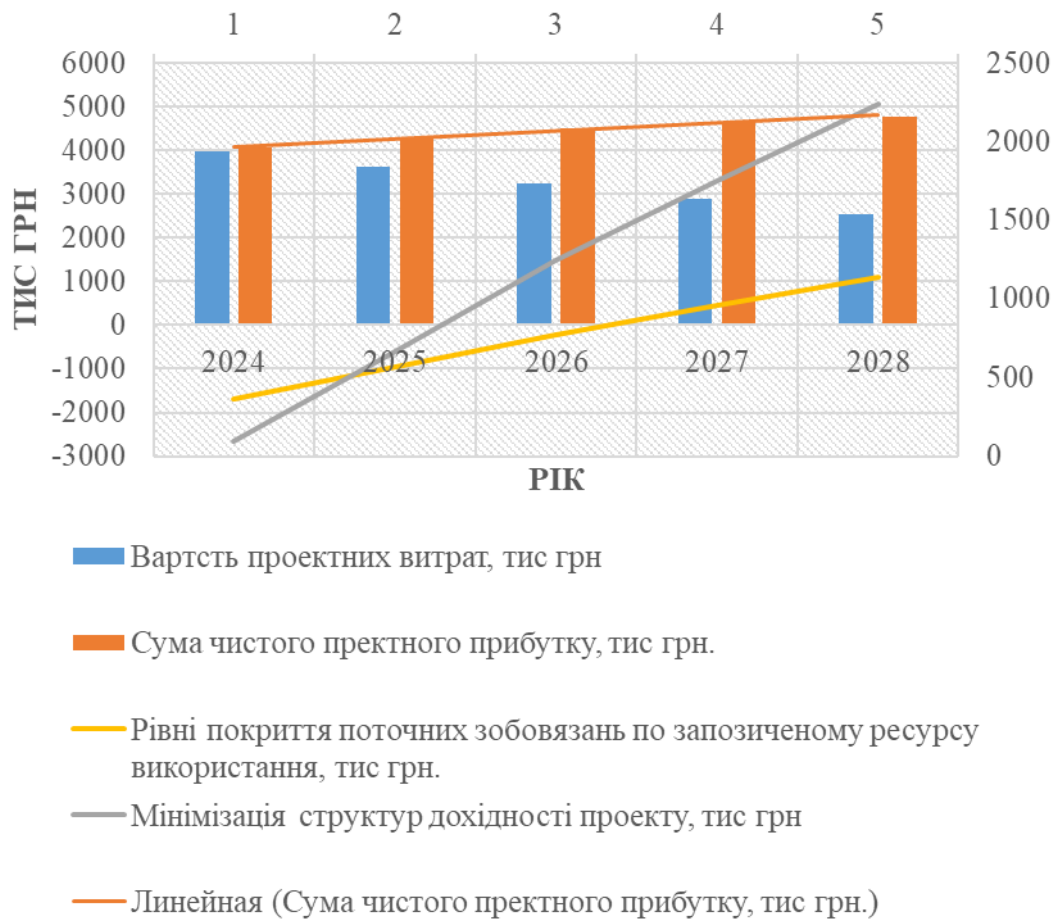 1 2 3 4 5
6000 2500
5000
4000 2000
3000 1500
2000
1000 1000
0
2024 2025 2026 2027 2028
-1000 500
-2000
-3000 0
ТИС ГРН
РІК
Вартсть проектних витрат, тис грн
Сума чистого пректного прибутку, тис грн.
Рівні покриття поточних зобовязань по запозиченому ресурсу
використання, тис грн.
Мінімізація структур дохідності проекту, тис грн
Линейная (Сума чистого пректного прибутку, тис грн.)